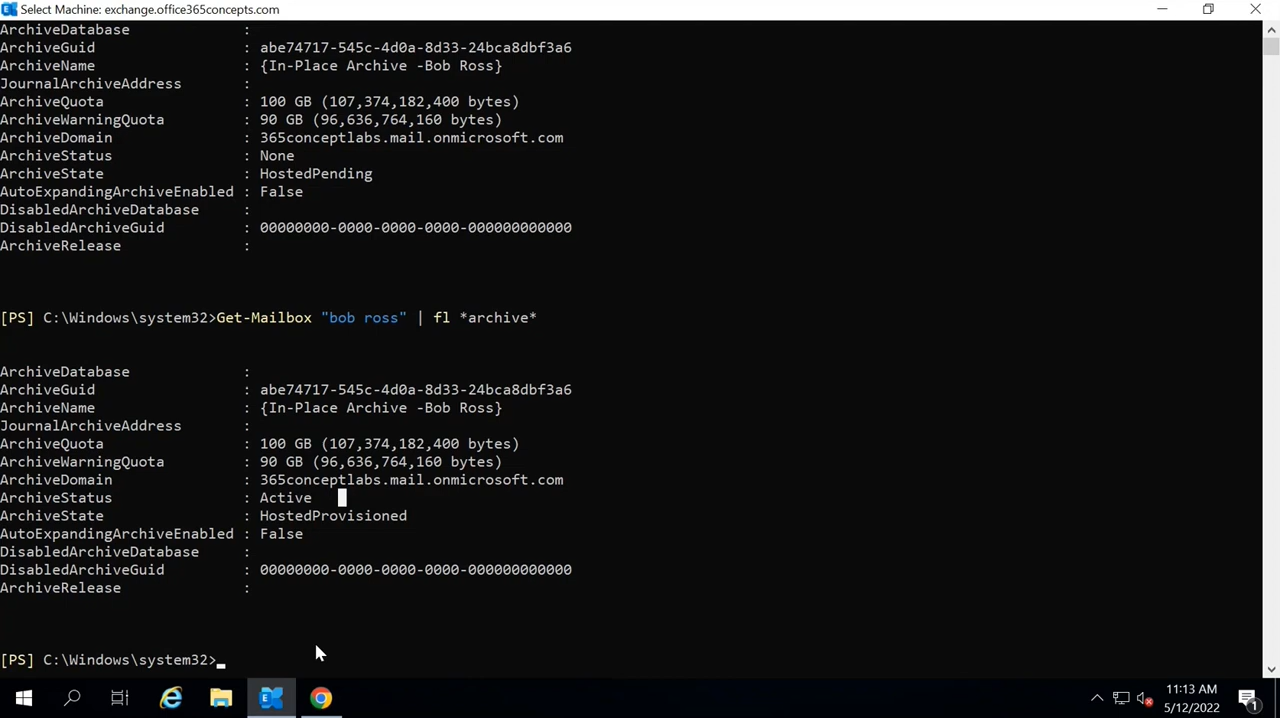 Select Machine: exchange.office365concepts.com
ArchiveDatabase :
ArchiveGuid : abe74717-545c-4d0a-8d33-24bca8dbf3a6
ArchiveName : {In-Place Archive -Bob Ross}
JournalArchiveAddress :
ArchiveQuota : 100 GB (107,374,182,400 bytes)
ArchiveWarningQuota : 90 GB (96,636,764,160 bytes)
ArchiveDomain : 365conceptlabs.mail.onmicrosoft.com
ArchiveStatus : None
ArchiveState : HostedPending
AutoExpandingArchiveEnabled : False
DisabledArchiveDatabase :
DisabledArchiveGuid : 00000000-0000-0000-0000-000000000000
ArchiveRelease :
[PS] C:\Windows\system32>Get-Mailbox "bob ross" | fl *archive*
ArchiveDatabase :
ArchiveGuid : abe74717-545c-4d0a-8d33-24bca8dbf3a6
ArchiveName : {In-Place Archive -Bob Ross}
JournalArchiveAddress :
ArchiveQuota : 100 GB (107,374,182,400 bytes)
ArchiveWarningQuota : 90 GB (96,636,764,160 bytes)
ArchiveDomain : 365conceptlabs.mail.onmicrosoft.com
ArchiveStatus : Active
ArchiveState : HostedProvisioned
AutoExpandingArchiveEnabled : False
DisabledArchiveDatabase :
DisabledArchiveGuid : 00000000-0000-0000-0000-000000000000
ArchiveRelease :
[PS] C:\Windows\system32>
11:13 AM
5/12/2022
1